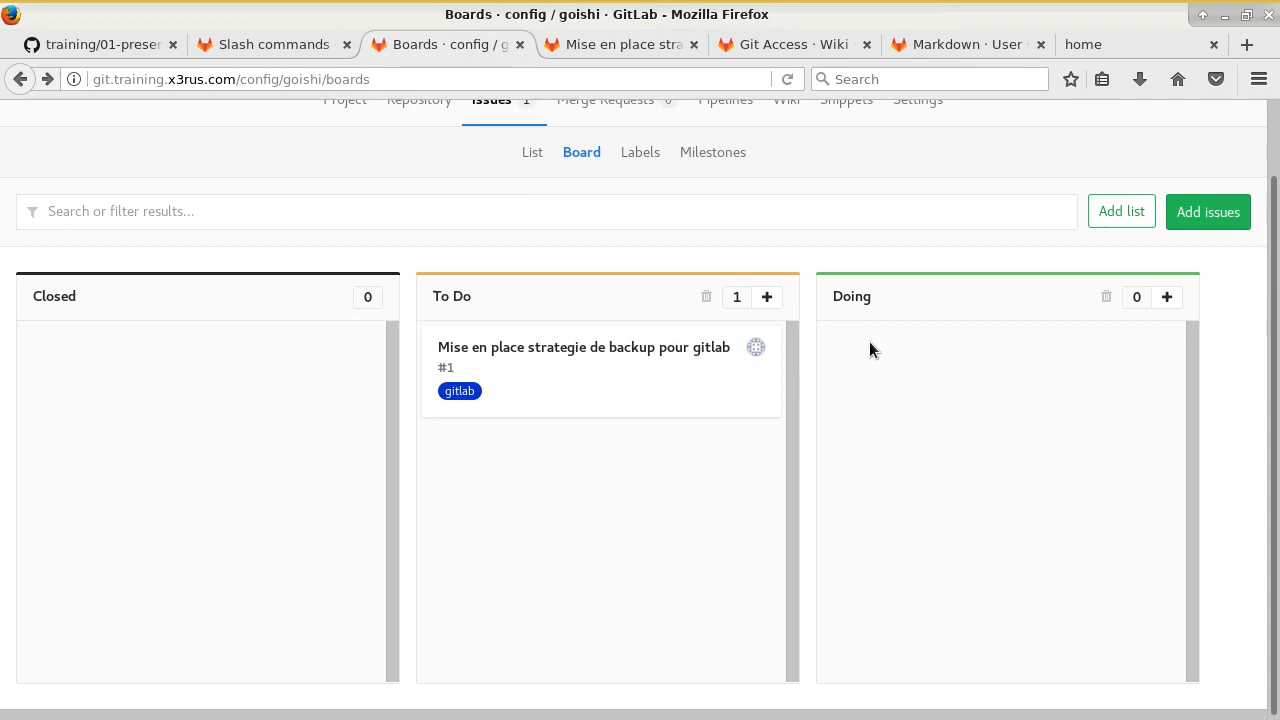 Boards · config / goishi · GitLab - Mozilla Firefox
training/01-preser
Slash commands
Boards · config / g
Mise en place stra
Git Access · Wiki
Markdown · User
home
git.training.x3rus.com/config/goishi/boards
Search
Project Repository Issues 1 Merge Requests 0 Pipelines Wiki Snippets Settings
List Board Labels Milestones
Search or filter results...
Add list
Add issues
Closed 0
To Do 1
Doing 0
Mise en place strategie de backup pour gitlab
#1
gitlab